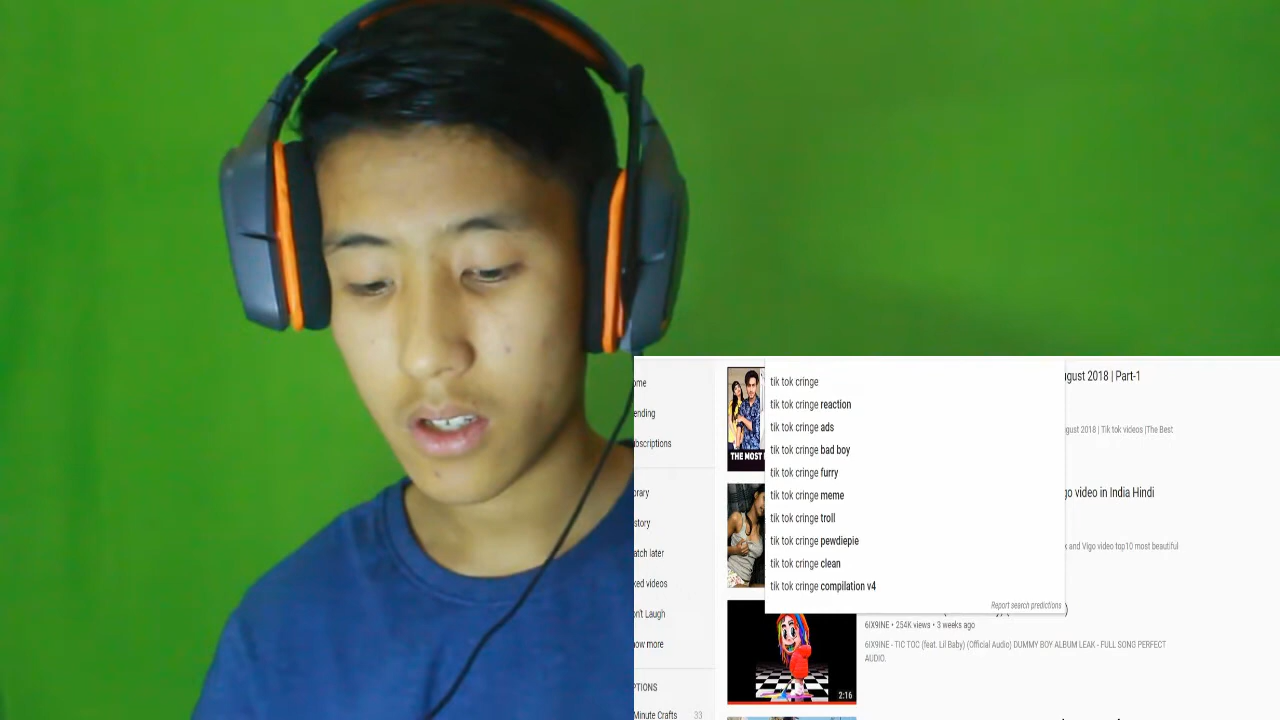 ome
ending
ubscriptions
brary
story
atch later
ked videos
on't Laugh
how more
PTIONS
Minute Crafts 33
tik tok cringe
tik tok cringe reaction
tik tok cringe ads
tik tok cringe bad boy
tik tok cringe furry
tik tok cringe meme
tik tok cringe troll
tik tok cringe pewdiepie
tik tok cringe clean
tik tok cringe compilation v4
Report search predictions
THE MOST
ugust 2018 | Part-1
gust 2018 | Tik tok videos |The Best
go video in India Hindi
and Vigo video top10 most beautiful
6IX9INE • 254K views • 3 weeks ago
6IX9INE - TIC TOC (feat. Lil Baby) (Official Audio) DUMMY BOY ALBUM LEAK - FULL SONG PERFECT
AUDIO.
2:16